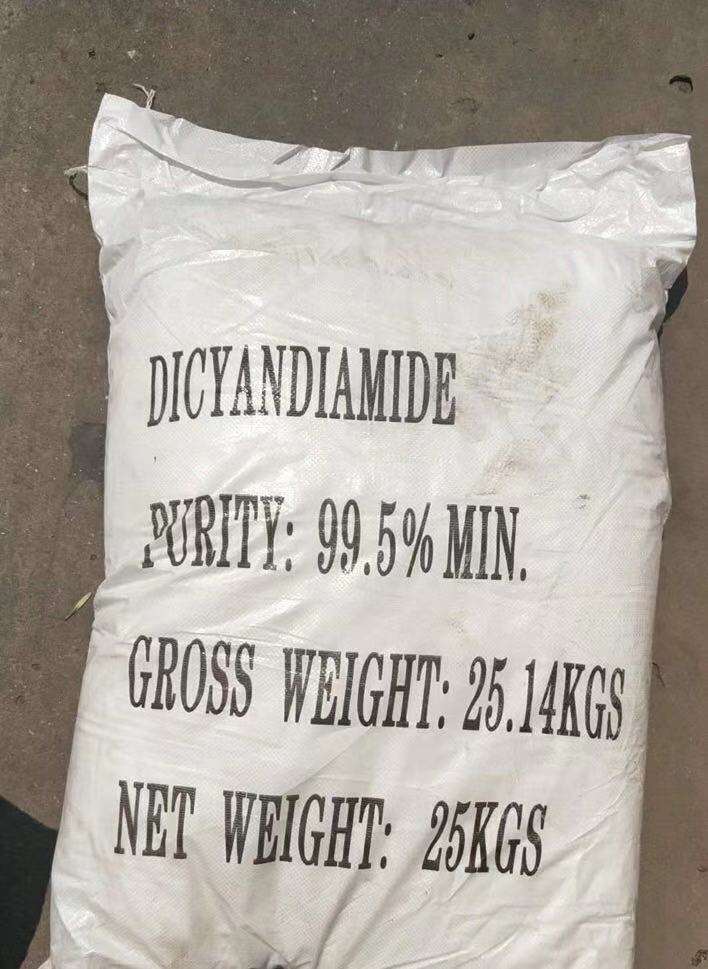 DICYANDIAMIDE
PURITY: 99.5% MIN.
GROSS WEIGHT: 25.14KGS
NET WEIGHT: 25KGS